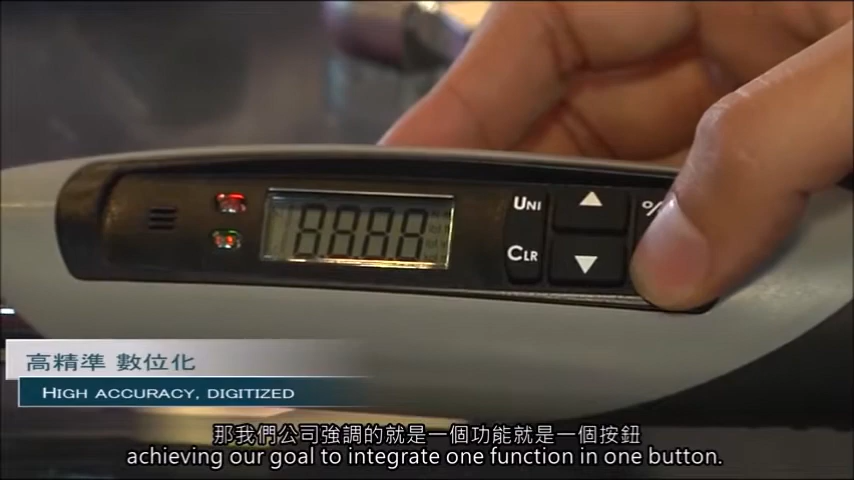 8888
UNI
CLR
%
高精準 數位化
HIGH ACCURACY, DIGITIZED
那我們公司強調的就是一個功能就是一個按鈕
achieving our goal to integrate one function in one button.